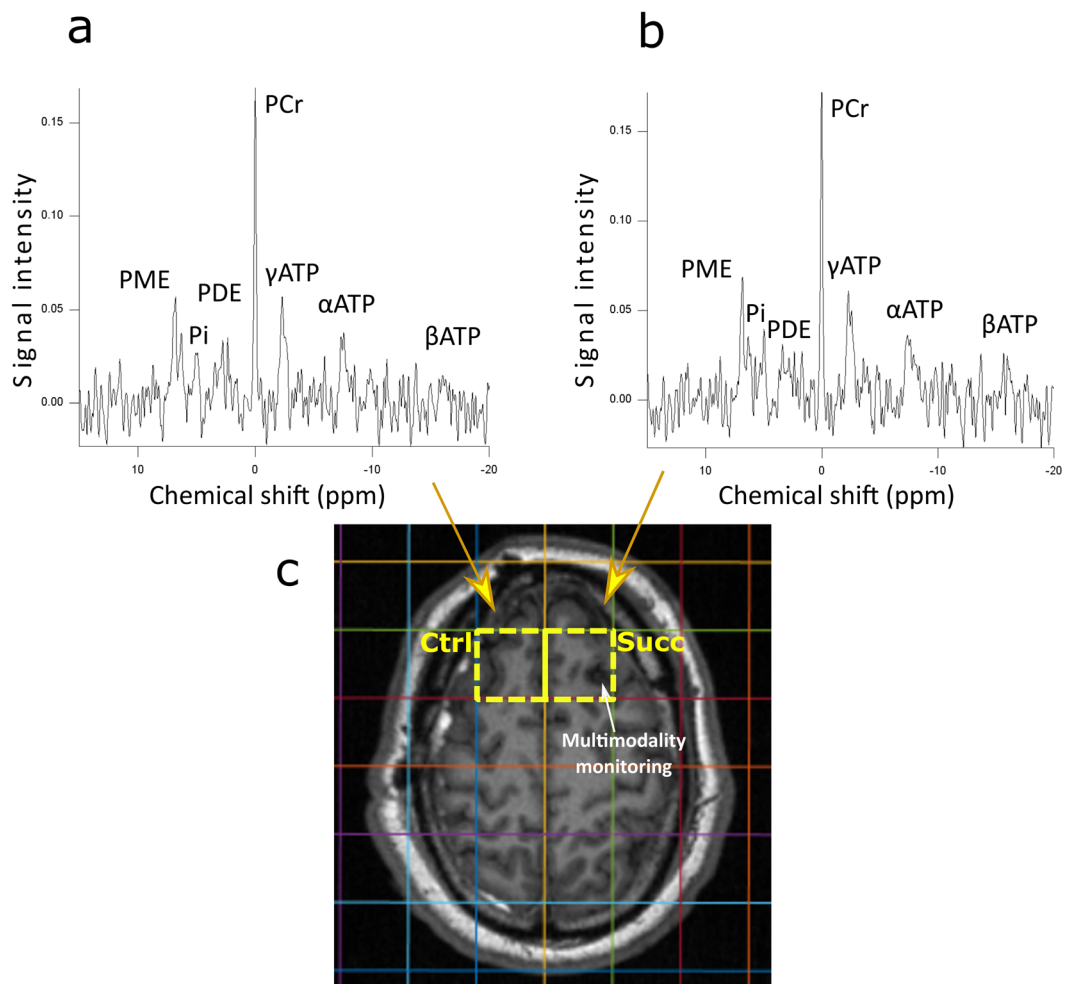 a
PCr
0.15
0.10
0.05
0.00
Signal intensity
PME
PDE
Pi
γATP
αATP
βATP
10
0
-10
-20
Chemical shift (ppm)
b
PCr
0.15
0.10
0.05
0.00
Signal intensity
PME
Pi
PDE
γATP
αATP
βATP
10
0
-10
-20
Chemical shift (ppm)
c
Ctrl
Succ
Multimodality
monitoring